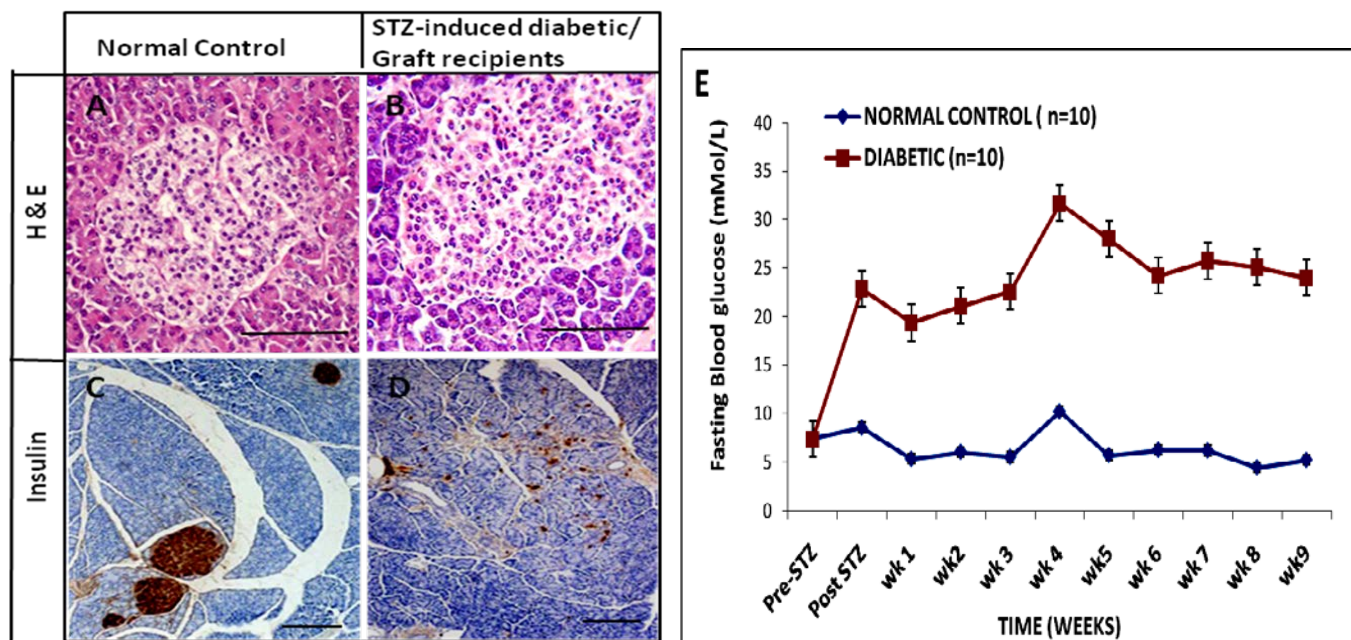 Normal Control
STZ-induced diabetic/
Graft recipients
H & E
A
B
Insulin
C
D
E
NORMAL CONTROL ( n=10)
DIABETIC (n=10)
Fasting Blood glucose (mMol/L)
40
35
30
25
20
15
10
5
0
Pre-STZ
Post STZ
wk 1
wk2
wk 3
wk 4
wk5
wk 6
wk 7
wk 8
wk9
TIME (WEEKS)